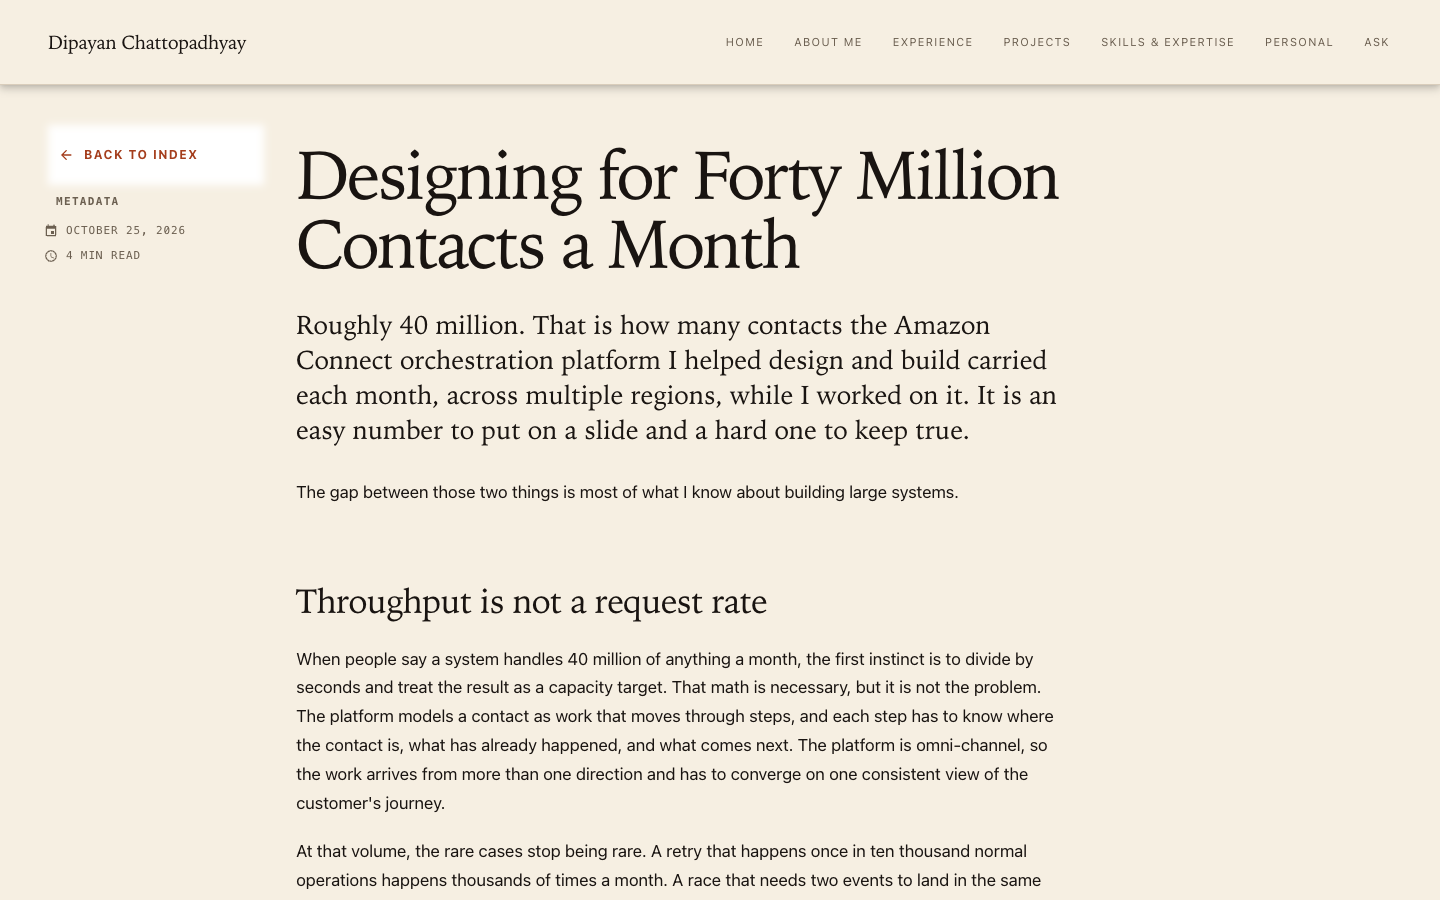 Dipayan Chattopadhyay
HOME ABOUT ME EXPERIENCE PROJECTS SKILLS & EXPERTISE PERSONAL ASK
BACK TO INDEX
METADATA
OCTOBER 25, 2026
4 MIN READ
Designing for Forty Million
Contacts a Month
Roughly 40 million. That is how many contacts the Amazon
Connect orchestration platform I helped design and build carried
each month, across multiple regions, while I worked on it. It is an
easy number to put on a slide and a hard one to keep true.
The gap between those two things is most of what I know about building large systems.
Throughput is not a request rate
When people say a system handles 40 million of anything a month, the first instinct is to divide by
seconds and treat the result as a capacity target. That math is necessary, but it is not the problem.
The platform models a contact as work that moves through steps, and each step has to know where
the contact is, what has already happened, and what comes next. The platform is omni-channel, so
the work arrives from more than one direction and has to converge on one consistent view of the
customer's journey.
At that volume, the rare cases stop being rare. A retry that happens once in ten thousand normal
operations happens thousands of times a month. A race that needs two events to land in the same